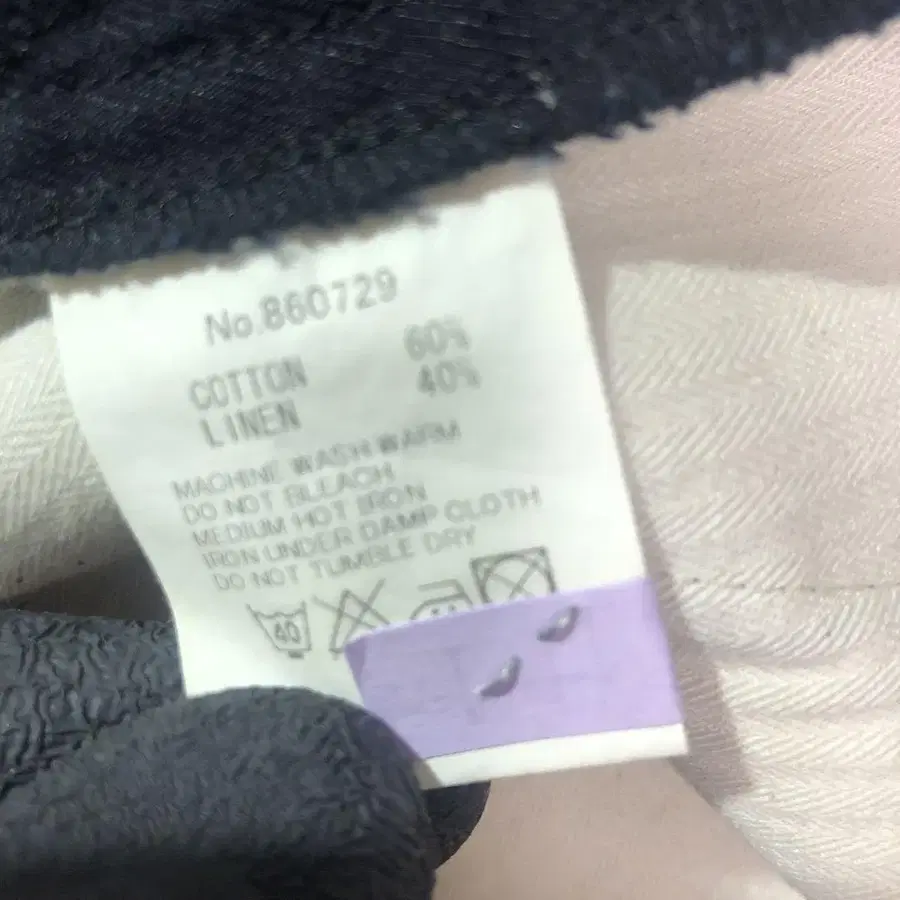 No.860729
COTTON 60%
LINEN 40%
MACHINE WASH WARM
DO NOT BLEACH
MEDIUM HOT IRON
IRON UNDER DAMP CLOTH
DO NOT TUMBLE DRY
40